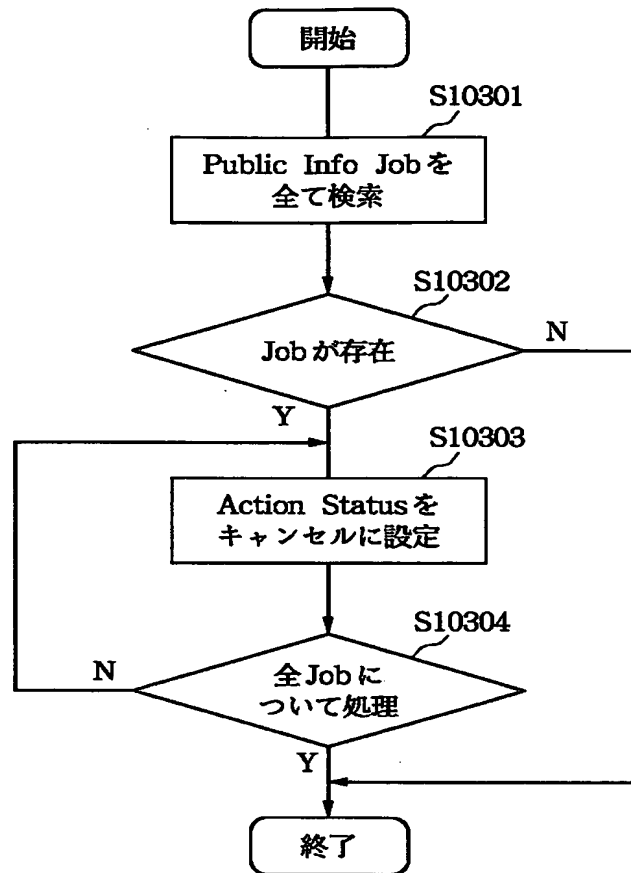 開始
S10301
Public Info Jobを
全て検索
S10302
Jobが存在
N
Y
S10303
Action Statusを
キャンセルに設定
S10304
N
全Jobに
ついて処理
Y
終了